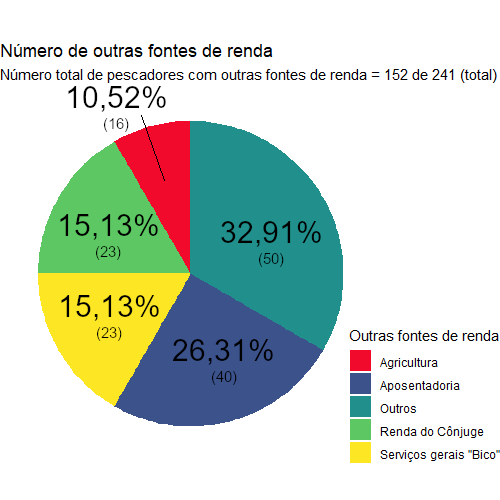 Número de outras fontes de renda
Número total de pescadores com outras fontes de renda = 152 de 241 (total)
10,52%
(16)
15,13%
(23)
32,91%
(50)
15,13%
(23)
26,31%
(40)
Outras fontes de renda
Agricultura
Aposentadoria
Outros
Renda do Cônjuge
Serviços gerais "Bico"